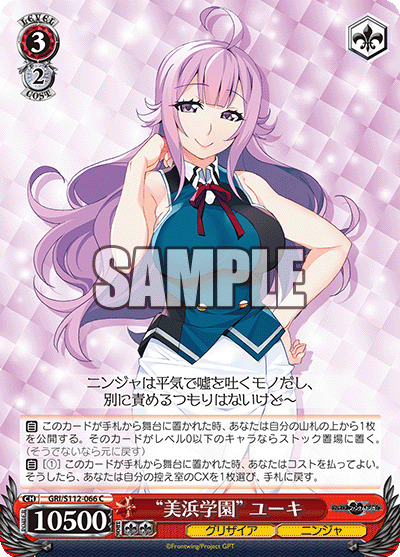 LEVEL
3
2
COST
SAMPLE
ニンジャは平気で嘘を吐くモノだし、
別に責めるつもりはないけど〜
自 このカードが手札から舞台に置かれた時、あなたは自分の山札の上から1枚
を公開する。そのカードがレベル0以下のキャラならストック置場に置く。
(そうでないなら元に戻す)
自 [①] このカードが手札から舞台に置かれた時、あなたはコストを払ってよい。
そうしたら、あなたは自分の控え室のCXを1枚選び、手札に戻す。
CH GRI/S112-066 C
POWER
10500
“美浜学園” ユーキ
グリザイア
ニンジャ
©Frontwing/Project GPT